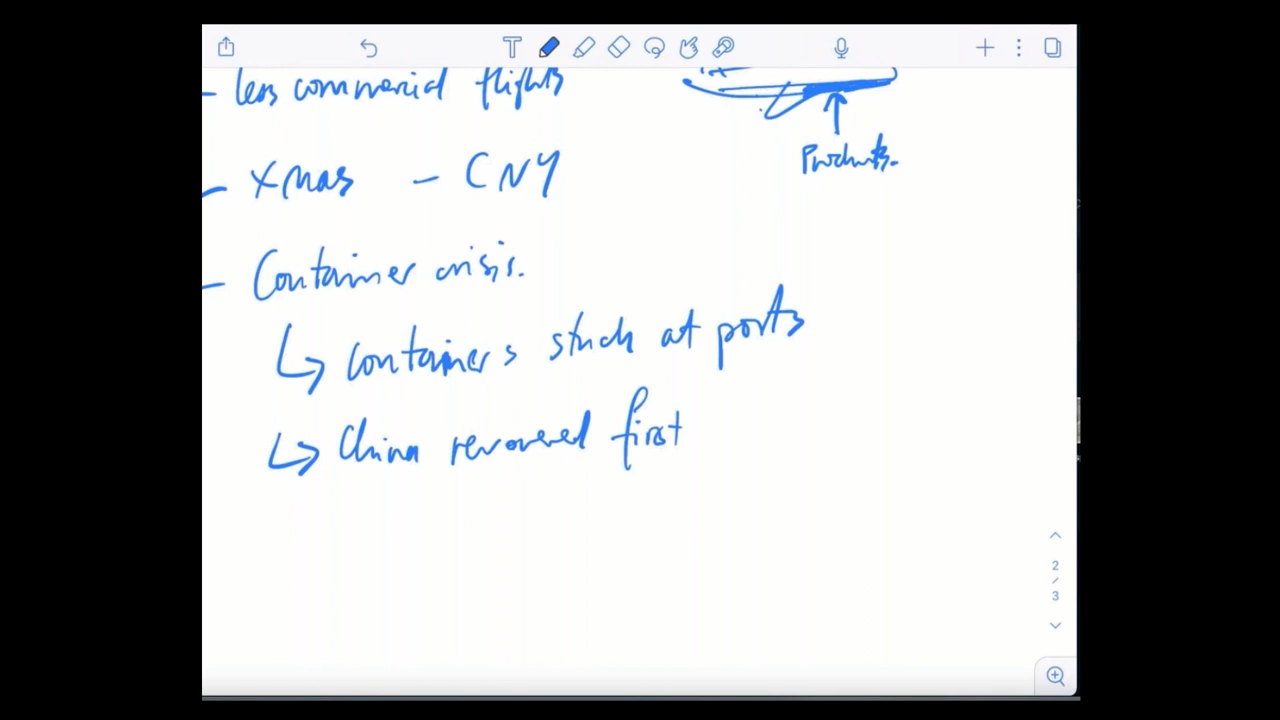 - less commercial flights
Products.
- Xmas - CNY
- Container crisis.
↳ containers stuck at ports
↳ China recovered first
2
/
3